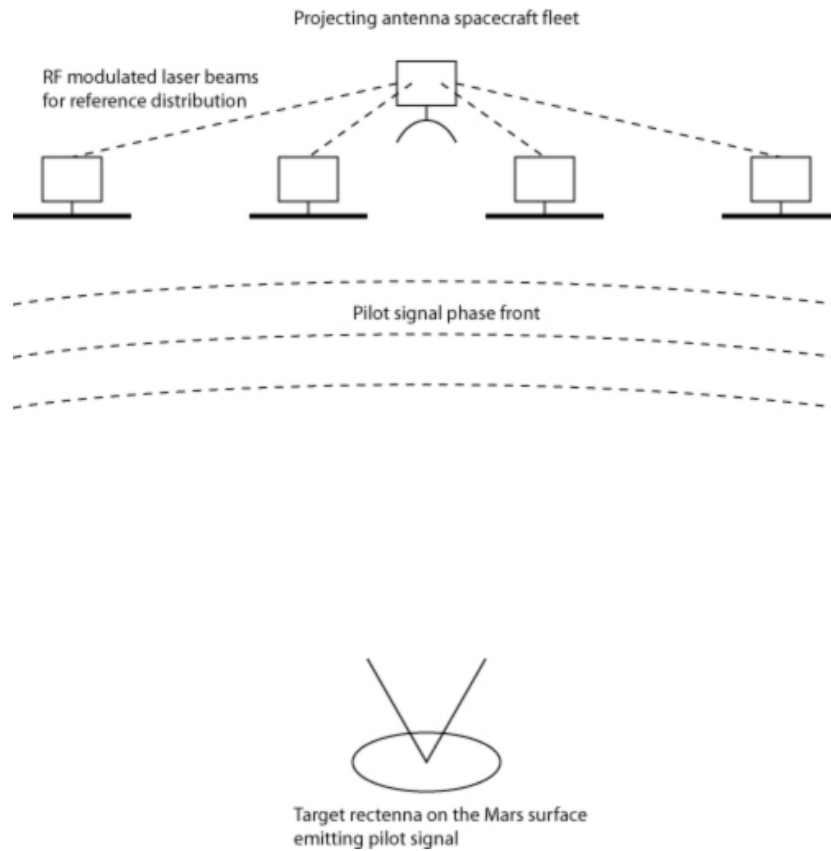 Projecting antenna spacecraft fleet
RF modulated laser beams
for reference distribution
Pilot signal phase front
Target rectenna on the Mars surface
emitting pilot signal